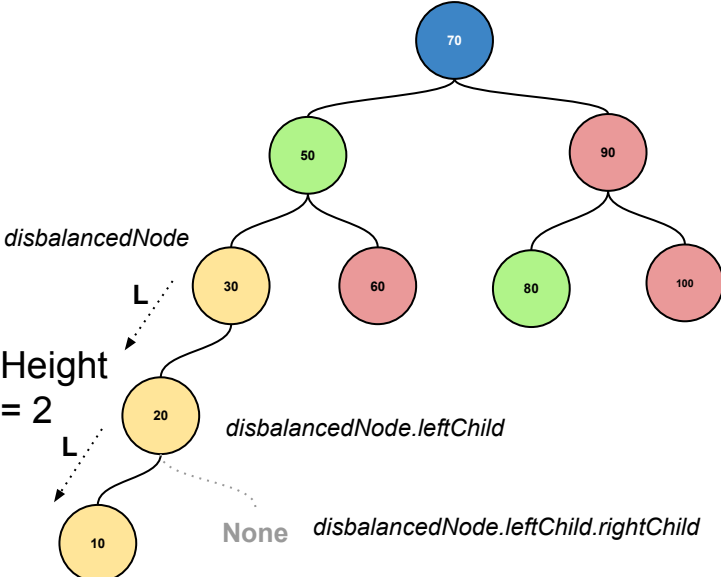 70
50
90
disbalancedNode
30
60
80
100
L
Height
= 2
20
disbalancedNode.leftChild
L
None
disbalancedNode.leftChild.rightChild
10